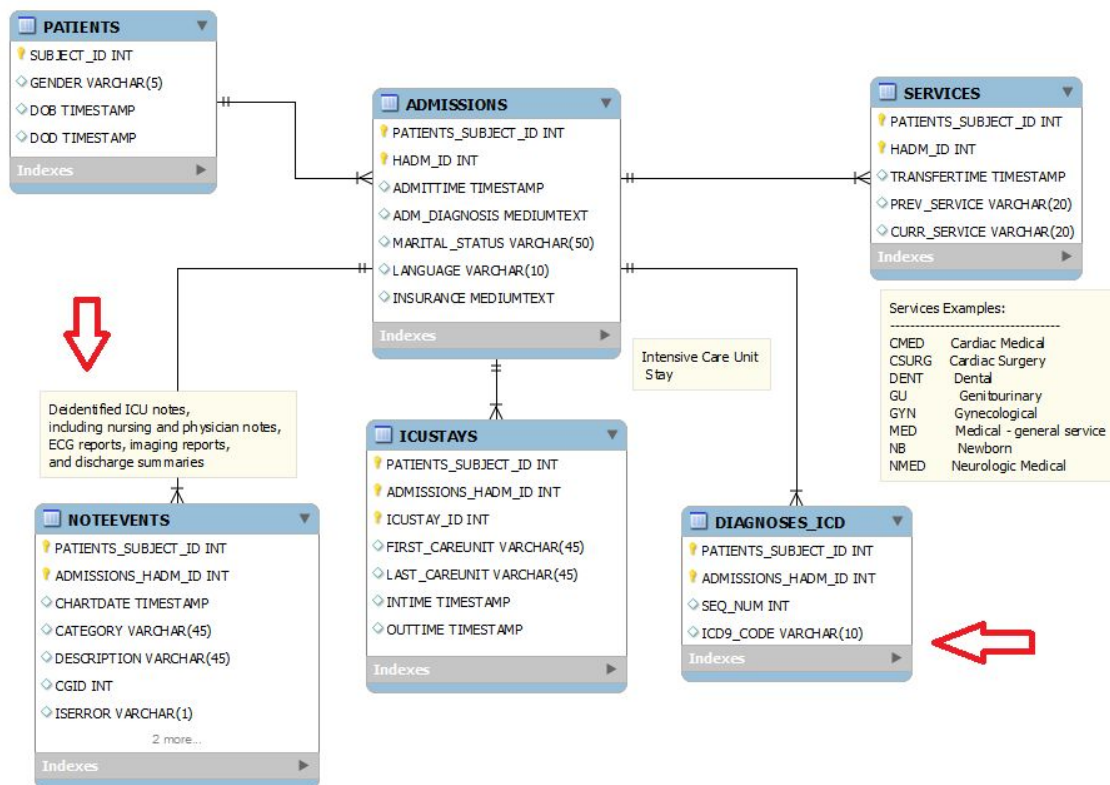 PATIENTS
SUBJECT_ID INT
GENDER VARCHAR(5)
DOB TIMESTAMP
DOD TIMESTAMP
Indexes
ADMISSIONS
PATIENTS_SUBJECT_ID INT
HADM_ID INT
ADMITTIME TIMESTAMP
ADM_DIAGNOSIS MEDIUMTEXT
MARITAL_STATUS VARCHAR(50)
LANGUAGE VARCHAR(10)
INSURANCE MEDIUMTEXT
Indexes
SERVICES
PATIENTS_SUBJECT_ID INT
HADM_ID INT
TRANSFERTIME TIMESTAMP
PREV_SERVICE VARCHAR(20)
CURR_SERVICE VARCHAR(20)
Indexes
Services Examples:
----------------------------------
CMED Cardiac Medical
CSURG Cardiac Surgery
DENT Dental
GU Genitourinary
GYN Gynecological
MED Medical - general service
NB Newborn
NMED Neurologic Medical
Intensive Care Unit
Stay
Deidentified ICU notes,
including nursing and physician notes,
ECG reports, imaging reports,
and discharge summaries
NOTEEVENTS
PATIENTS_SUBJECT_ID INT
ADMISSIONS_HADM_ID INT
CHARTDATE TIMESTAMP
CATEGORY VARCHAR(45)
DESCRIPTION VARCHAR(45)
CGID INT
ISERROR VARCHAR(1)
2 more...
Indexes
ICUSTAYS
PATIENTS_SUBJECT_ID INT
ADMISSIONS_HADM_ID INT
ICUSTAY_ID INT
FIRST_CAREUNIT VARCHAR(45)
LAST_CAREUNIT VARCHAR(45)
INTIME TIMESTAMP
OUTTIME TIMESTAMP
Indexes
DIAGNOSES_ICD
PATIENTS_SUBJECT_ID INT
ADMISSIONS_HADM_ID INT
SEQ_NUM INT
ICD9_CODE VARCHAR(10)
Indexes